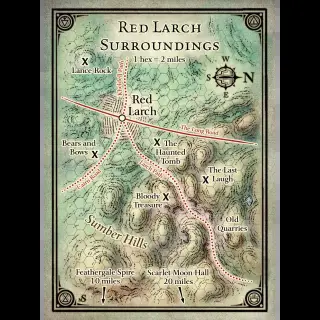 Red Larch
Surroundings
1 hex = 2 miles
W
S
N
E
X
Lance Rock
Red
Larch
The Long Road
Bears and
Bows X
X The
Haunted
Tomb
The Last
X Laugh
Bloody X
Treasure
Old
Quarries
Sumber Hills
Feathergale Spire
10 miles
Scarlet Moon Hall
20 miles